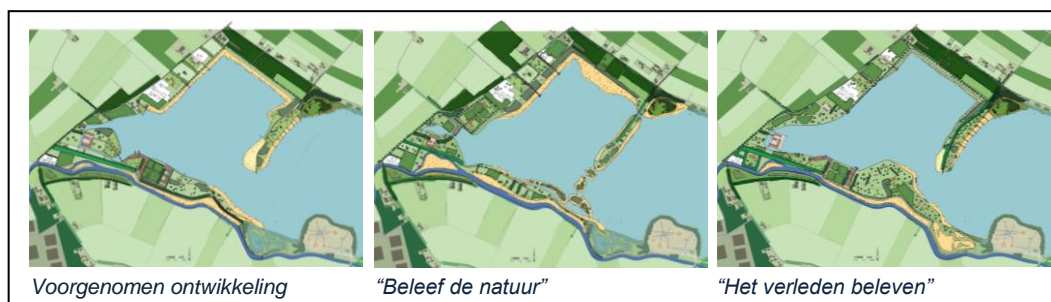 Voorgenomen ontwikkeling
“Beleef de natuur”
“Het verleden beleven”